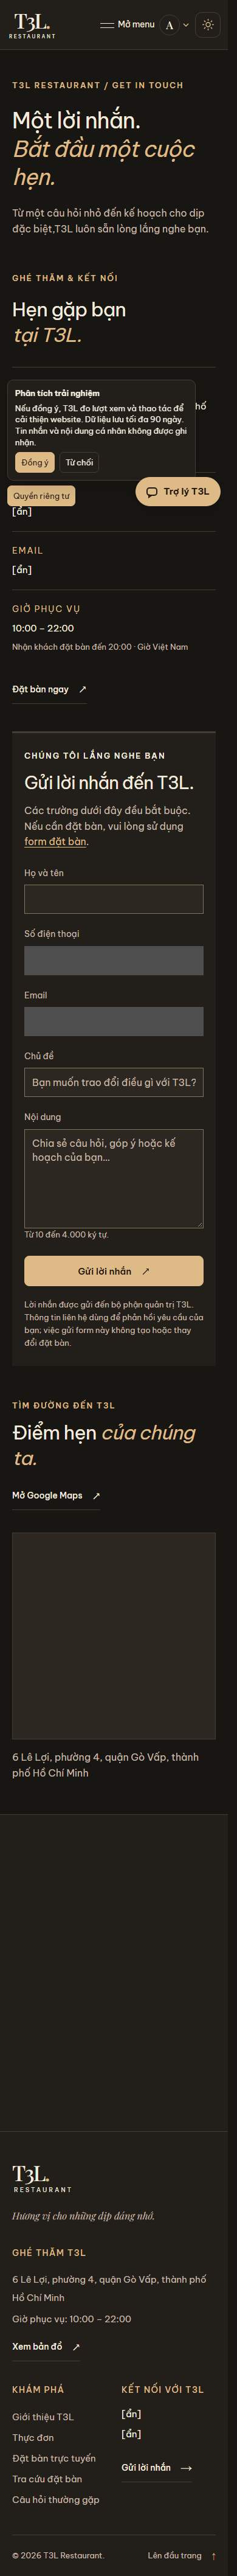 T3L.
RESTAURANT
Mở menu
A
T3L RESTAURANT / GET IN TOUCH
Một lời nhắn.
Bắt đầu một cuộc
hẹn.
Từ một câu hỏi nhỏ đến kế hoạch cho dịp
đặc biệt,T3L luôn sẵn lòng lắng nghe bạn.
GHÉ THĂM & KẾT NỐI
Hẹn gặp bạn
tại T3L.
Phân tích trải nghiệm
Nếu đồng ý, T3L đo lượt xem và thao tác để
cải thiện website. Dữ liệu lưu tối đa 90 ngày.
Tin nhắn và nội dung cá nhân không được ghi
nhận.
Đồng ý
Từ chối
Quyền riêng tư
Trợ lý T3L
[ẩn]
EMAIL
[ẩn]
GIỜ PHỤC VỤ
10:00 – 22:00
Nhận khách đặt bàn đến 20:00 · Giờ Việt Nam
Đặt bàn ngay ↗
CHÚNG TÔI LẮNG NGHE BẠN
Gửi lời nhắn đến T3L.
Các trường dưới đây đều bắt buộc.
Nếu cần đặt bàn, vui lòng sử dụng
form đặt bàn.
Họ và tên
Số điện thoại
Email
Chủ đề
Bạn muốn trao đổi điều gì với T3L?
Nội dung
Chia sẻ câu hỏi, góp ý hoặc kế
hoạch của bạn...
Từ 10 đến 4.000 ký tự.
Gửi lời nhắn ↗
Lời nhắn được gửi đến bộ phận quản trị T3L.
Thông tin liên hệ dùng để phản hồi yêu cầu của
bạn; việc gửi form này không tạo hoặc thay
đổi đặt bàn.
TÌM ĐƯỜNG ĐẾN T3L
Điểm hẹn của chúng
ta.
Mở Google Maps ↗
6 Lê Lợi, phường 4, quận Gò Vấp, thành
phố Hồ Chí Minh
T3L.
RESTAURANT
Hương vị cho những dịp đáng nhớ.
GHÉ THĂM T3L
6 Lê Lợi, phường 4, quận Gò Vấp, thành phố
Hồ Chí Minh
Giờ phục vụ: 10:00 – 22:00
Xem bản đồ ↗
KHÁM PHÁ
Giới thiệu T3L
Thực đơn
Đặt bàn trực tuyến
Tra cứu đặt bàn
Câu hỏi thường gặp
KẾT NỐI VỚI T3L
[ẩn]
[ẩn]
Gửi lời nhắn →
© 2026 T3L Restaurant.
Lên đầu trang ↑